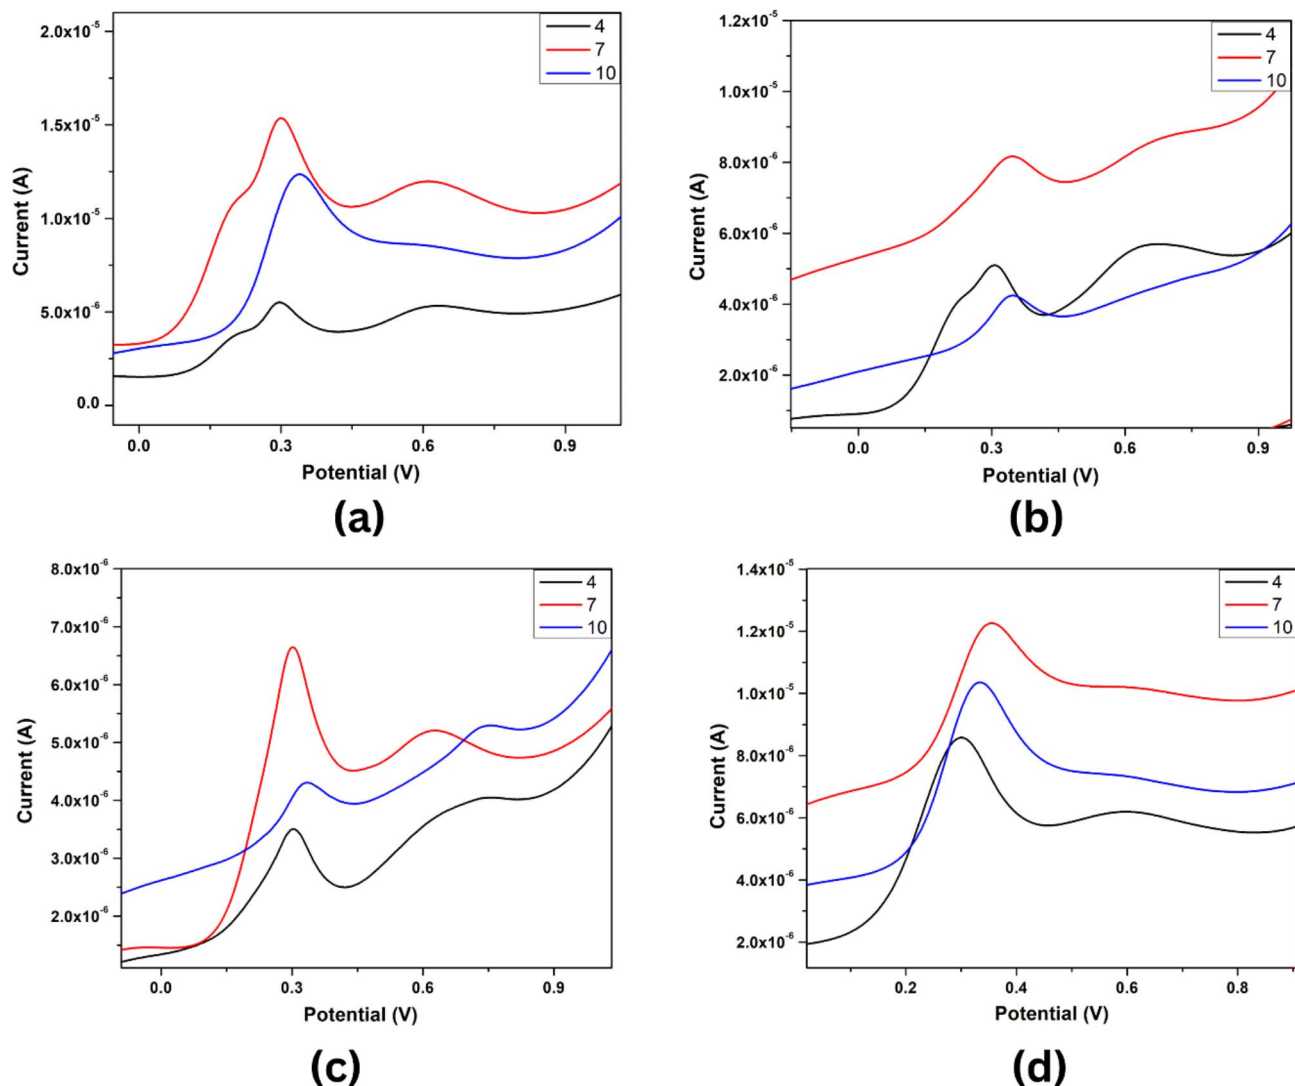 2.0x10⁻⁵
1.5x10⁻⁵
1.0x10⁻⁵
5.0x10⁻⁶
0.0
Current (A)
4
7
10
0.0 0.3 0.6 0.9
Potential (V)
(a)
1.2x10⁻⁵
1.0x10⁻⁵
8.0x10⁻⁶
6.0x10⁻⁶
4.0x10⁻⁶
2.0x10⁻⁶
Current (A)
4
7
10
0.0 0.3 0.6 0.9
Potential (V)
(b)
8.0x10⁻⁶
7.0x10⁻⁶
6.0x10⁻⁶
5.0x10⁻⁶
4.0x10⁻⁶
3.0x10⁻⁶
2.0x10⁻⁶
Current (A)
4
7
10
0.0 0.3 0.6 0.9
Potential (V)
(c)
1.4x10⁻⁵
1.2x10⁻⁵
1.0x10⁻⁵
8.0x10⁻⁶
6.0x10⁻⁶
4.0x10⁻⁶
2.0x10⁻⁶
Current (A)
4
7
10
0.2 0.4 0.6 0.8
Potential (V)
(d)